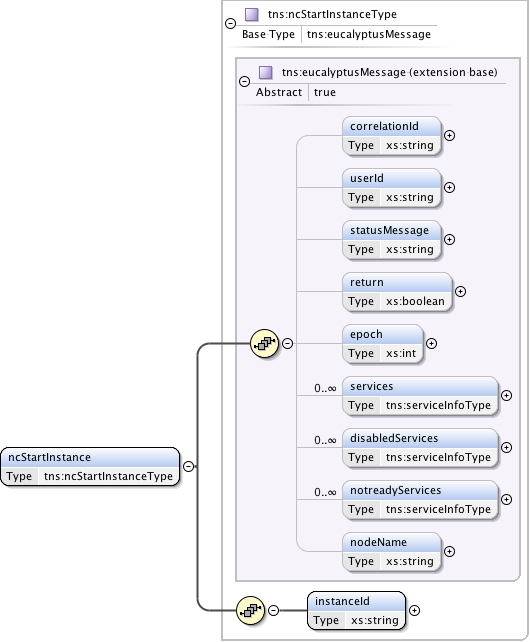 tns:ncStartInstanceType
Base Type tns:eucalyptusMessage
tns:eucalyptusMessage (extension base)
Abstract true
correlationId
Type xs:string
userId
Type xs:string
statusMessage
Type xs:string
return
Type xs:boolean
epoch
Type xs:int
0..∞ services
Type tns:serviceInfoType
0..∞ disabledServices
Type tns:serviceInfoType
ncStartInstance
Type tns:ncStartInstanceType
0..∞ notreadyServices
Type tns:serviceInfoType
nodeName
Type xs:string
instanceId
Type xs:string